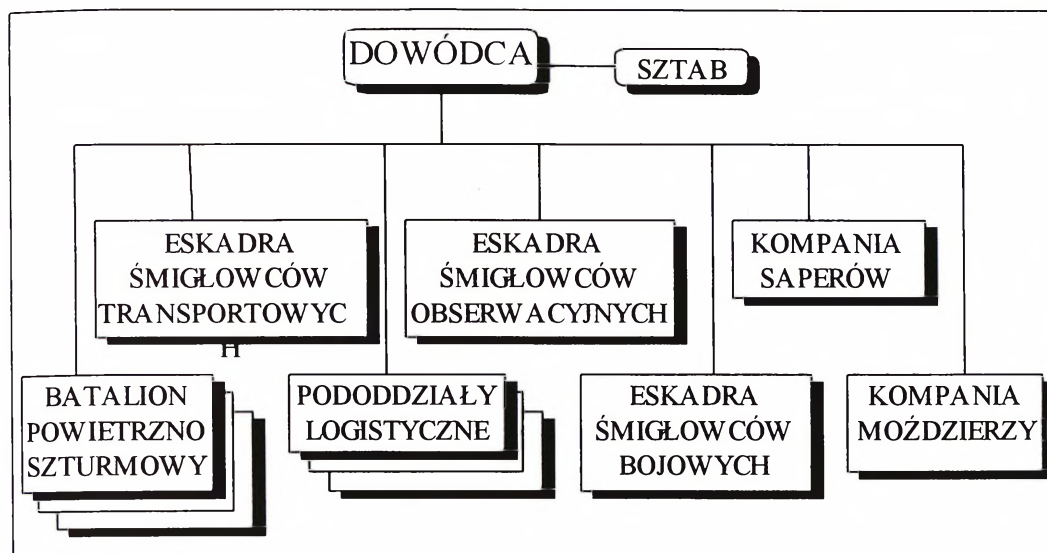 DOWÓDCA
SZTAB
ESKADRA
ŚMIGŁOWCÓW
TRANSPORTOWYC
H
ESKADRA
ŚMIGŁOWCÓW
OBSERWACYJNYCH
KOMPANIA
SAPERÓW
BATALION
POWIETRZNO
SZTURMOWY
PODODDZIAŁY
LOGISTYCZNE
ESKADRA
ŚMIGŁOWCÓW
BOJOWYCH
KOMPANIA
MOŹDZIERZY